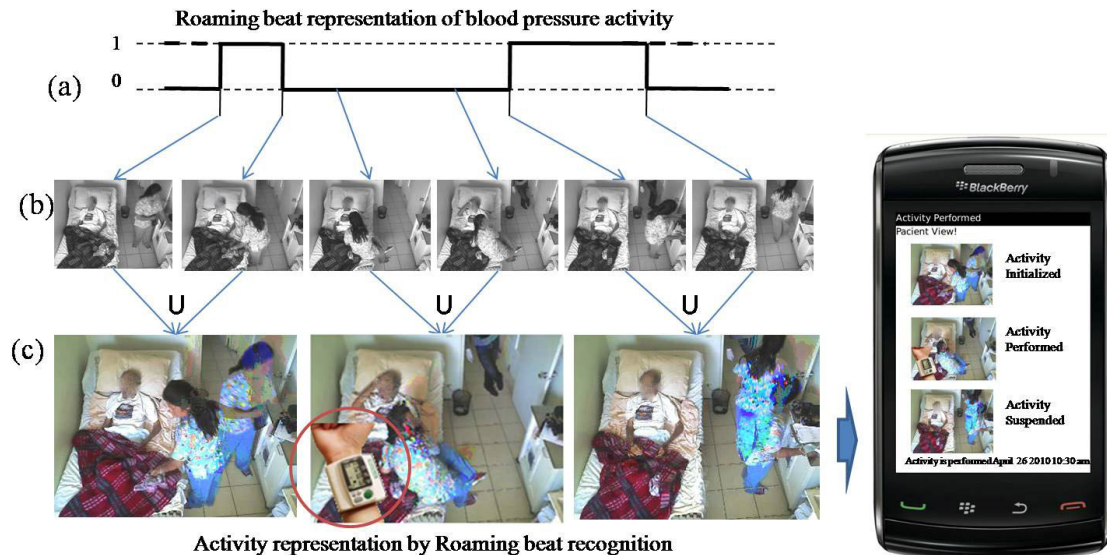 Roaming beat representation of blood pressure activity
1
0
(a)
(b)
U
U
U
(c)
Activity representation by Roaming beat recognition
BlackBerry
Activity Performed
Pacient View!
Activity
Initialized
Activity
Performed
Activity
Suspended
Activity is performed April 26 2010 10:30 am